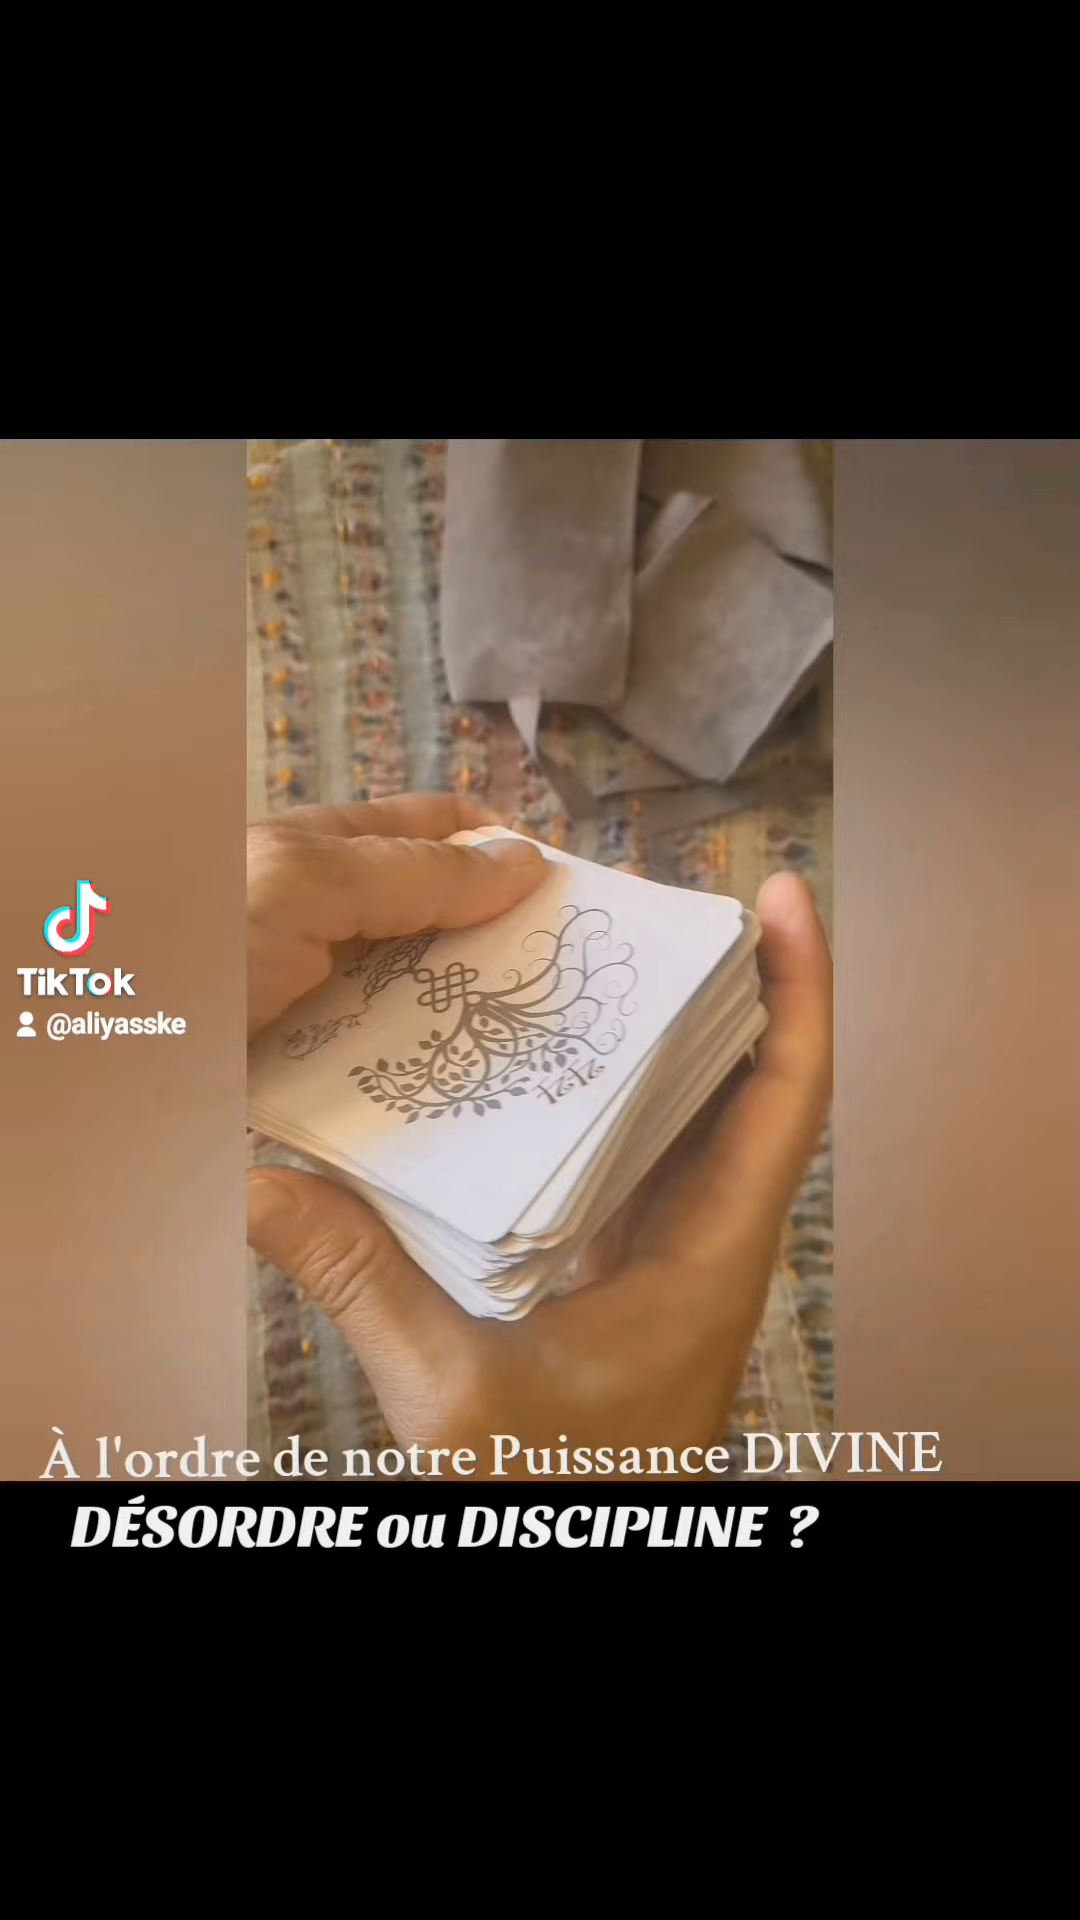 TikTok
@aliyasske
À l'ordre de notre Puissance DIVINE
DÉSORDRE ou DISCIPLINE ?